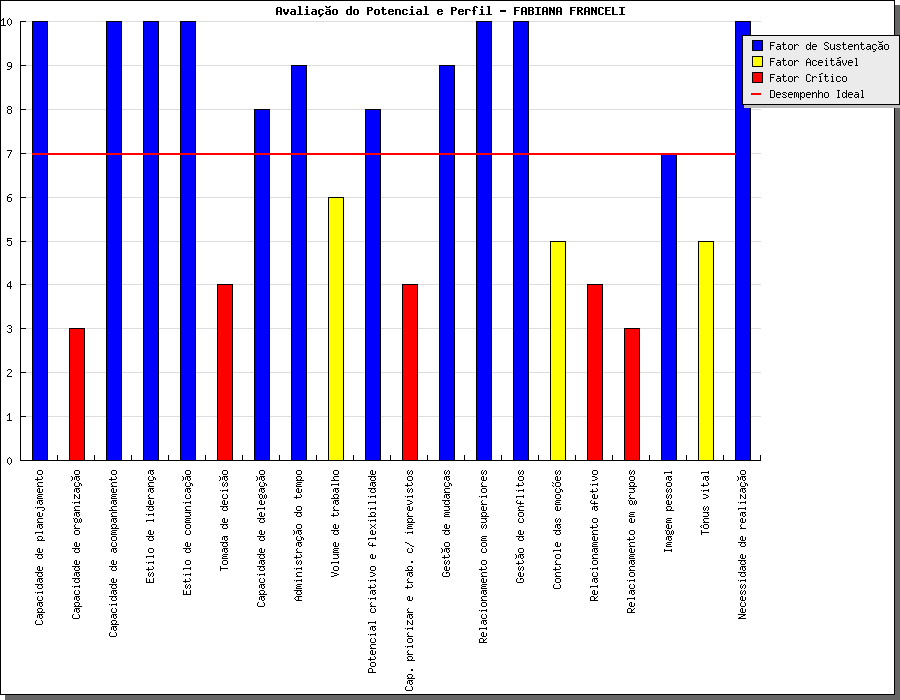 Avaliação do Potencial e Perfil - FABIANA FRANCELI
10
9
8
7
6
5
4
3
2
1
0
Fator de Sustentação
Fator Aceitável
Fator Crítico
Desempenho Ideal
Capacidade de planejamento
Capacidade de organização
Capacidade de acompanhamento
Estilo de liderança
Estilo de comunicação
Tomada de decisão
Capacidade de delegação
Administração do tempo
Volume de trabalho
Potencial criativo e flexibilidade
Cap. priorizar e trab. c/ imprevistos
Gestão de mudanças
Relacionamento com superiores
Gestão de conflitos
Controle das emoções
Relacionamento afetivo
Relacionamento em grupos
Imagem pessoal
Tônus vital
Necessidade de realização